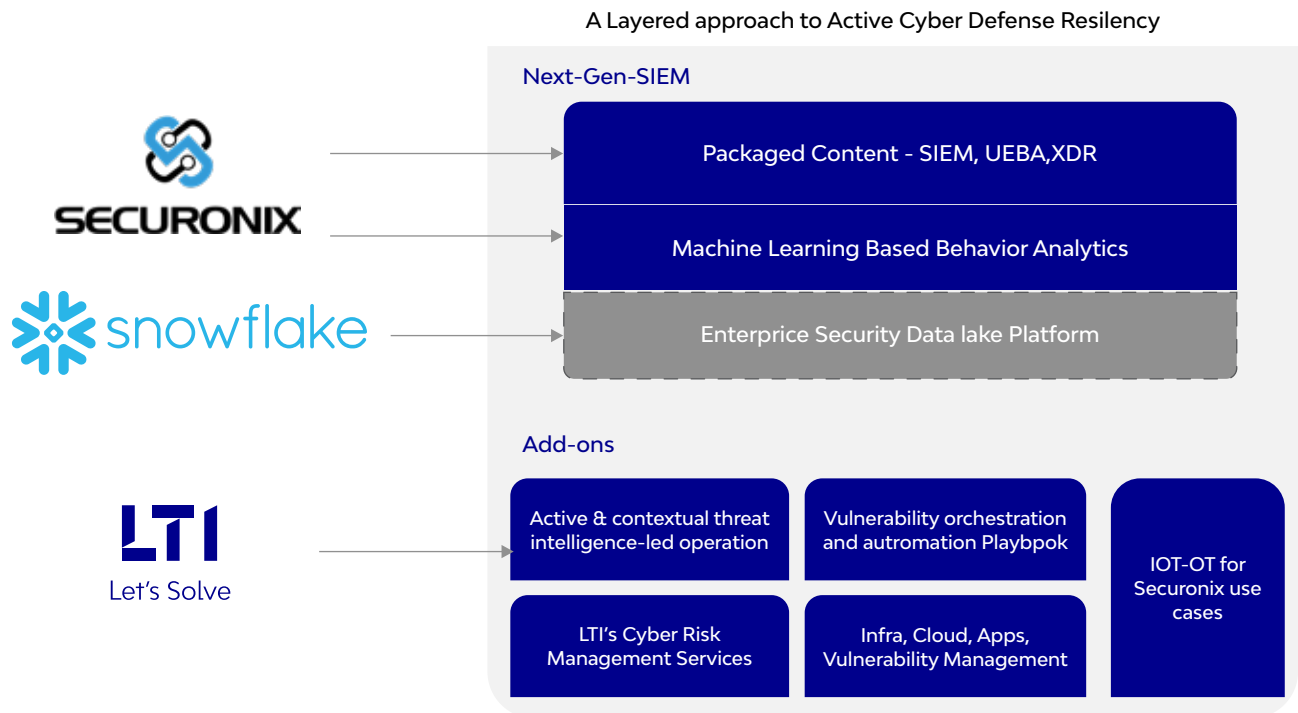 A Layered approach to Active Cyber Defense Resilency
Next-Gen-SIEM
SECURONIX
Packaged Content - SIEM, UEBA,XDR
Machine Learning Based Behavior Analytics
snowflake
Enterprice Security Data lake Platform
Add-ons
LTI
Let's Solve
Active & contextual threat
intelligence-led operation
Vulnerability orchestration
and autromation Playbpok
IOT-OT for
Securonix use
cases
LTI's Cyber Risk
Management Services
Infra, Cloud, Apps,
Vulnerability Management